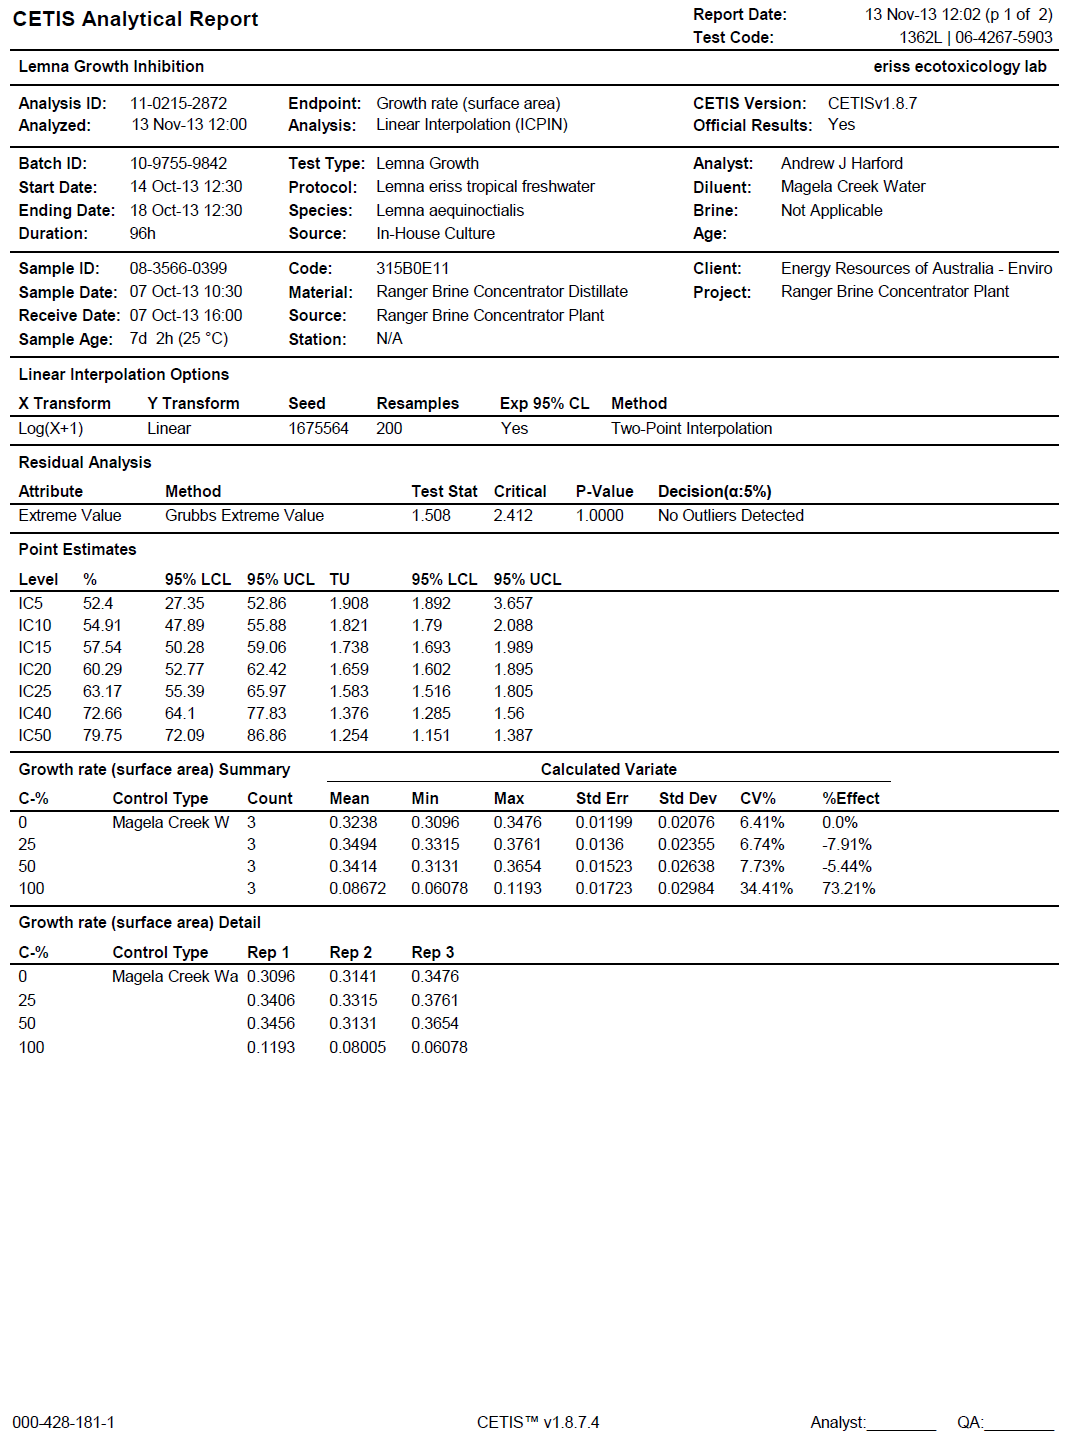 CETIS Analytical Report
Report Date: 13 Nov-13 12:02 (p 1 of 2)
Test Code: 1362L | 06-4267-5903
Lemna Growth Inhibition eriss ecotoxicology lab
Analysis ID: 11-0215-2872 Endpoint: Growth rate (surface area) CETIS Version: CETISv1.8.7
Analyzed: 13 Nov-13 12:00 Analysis: Linear Interpolation (ICPIN) Official Results: Yes
Batch ID: 10-9755-9842 Test Type: Lemna Growth Analyst: Andrew J Harford
Start Date: 14 Oct-13 12:30 Protocol: Lemna eriss tropical freshwater Diluent: Magela Creek Water
Ending Date: 18 Oct-13 12:30 Species: Lemna aequinoctialis Brine: Not Applicable
Duration: 96h Source: In-House Culture Age:
Sample ID: 08-3566-0399 Code: 315B0E11 Client: Energy Resources of Australia - Enviro
Sample Date: 07 Oct-13 10:30 Material: Ranger Brine Concentrator Distillate Project: Ranger Brine Concentrator Plant
Receive Date: 07 Oct-13 16:00 Source: Ranger Brine Concentrator Plant
Sample Age: 7d 2h (25 °C) Station: N/A
Linear Interpolation Options
X Transform Y Transform Seed Resamples Exp 95% CL Method
Log(X+1) Linear 1675564 200 Yes Two-Point Interpolation
Residual Analysis
Attribute Method Test Stat Critical P-Value Decision(α:5%)
Extreme Value Grubbs Extreme Value 1.508 2.412 1.0000 No Outliers Detected
Point Estimates
Level % 95% LCL 95% UCL TU 95% LCL 95% UCL
IC5 52.4 27.35 52.86 1.908 1.892 3.657
IC10 54.91 47.89 55.88 1.821 1.79 2.088
IC15 57.54 50.28 59.06 1.738 1.693 1.989
IC20 60.29 52.77 62.42 1.659 1.602 1.895
IC25 63.17 55.39 65.97 1.583 1.516 1.805
IC40 72.66 64.1 77.83 1.376 1.285 1.56
IC50 79.75 72.09 86.86 1.254 1.151 1.387
Growth rate (surface area) Summary Calculated Variate
C-% Control Type Count Mean Min Max Std Err Std Dev CV% %Effect
0 Magela Creek W 3 0.3238 0.3096 0.3476 0.01199 0.02076 6.41% 0.0%
25 3 0.3494 0.3315 0.3761 0.0136 0.02355 6.74% -7.91%
50 3 0.3414 0.3131 0.3654 0.01523 0.02638 7.73% -5.44%
100 3 0.08672 0.06078 0.1193 0.01723 0.02984 34.41% 73.21%
Growth rate (surface area) Detail
C-% Control Type Rep 1 Rep 2 Rep 3
0 Magela Creek Wa 0.3096 0.3141 0.3476
25 0.3406 0.3315 0.3761
50 0.3456 0.3131 0.3654
100 0.1193 0.08005 0.06078
000-428-181-1 CETIS™ v1.8.7.4 Analyst:________ QA:________